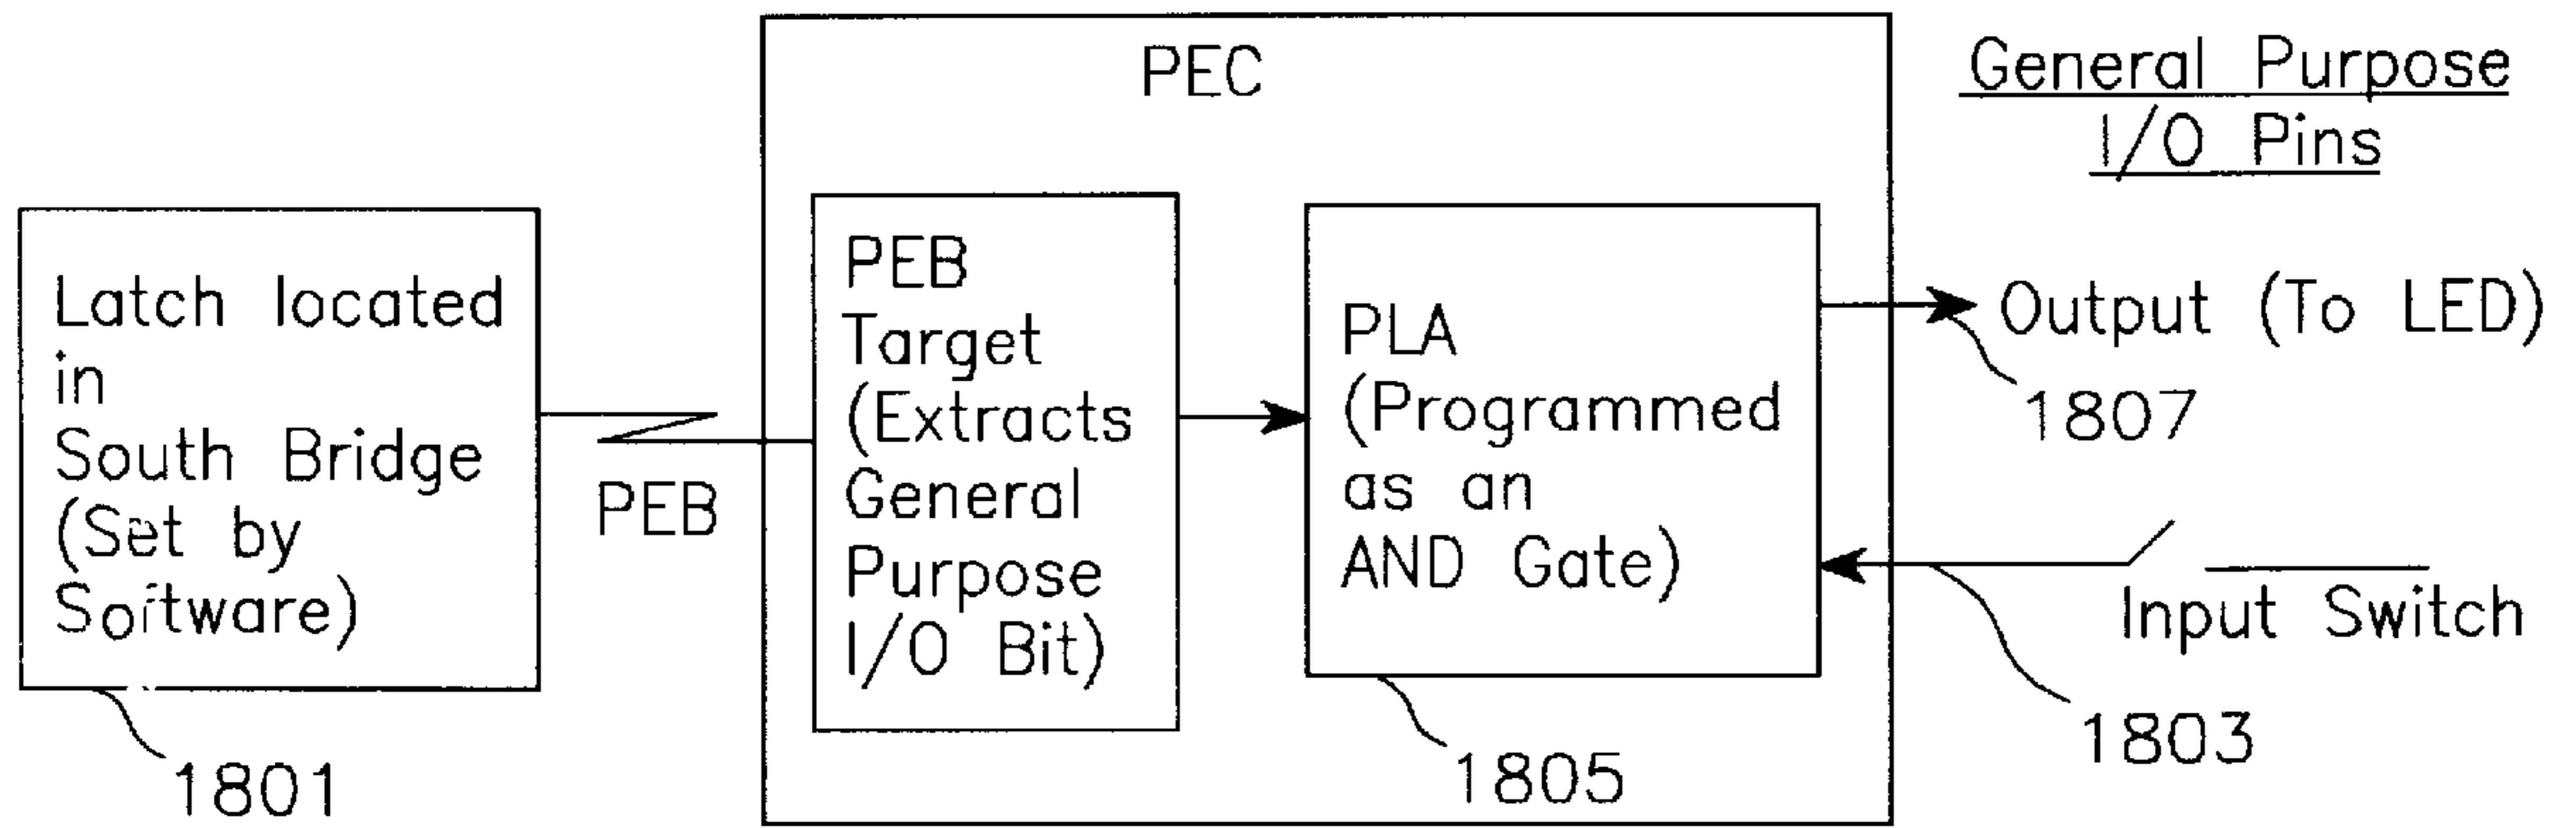 PEC
General Purpose
I/O Pins
Latch located
in
South Bridge
(Set by
Software)
1801
PEB
PEB
Target
(Extracts
General
Purpose
I/O Bit)
PLA
(Programmed
as an
AND Gate)
1805
Output (To LED)
1807
Input Switch
1803